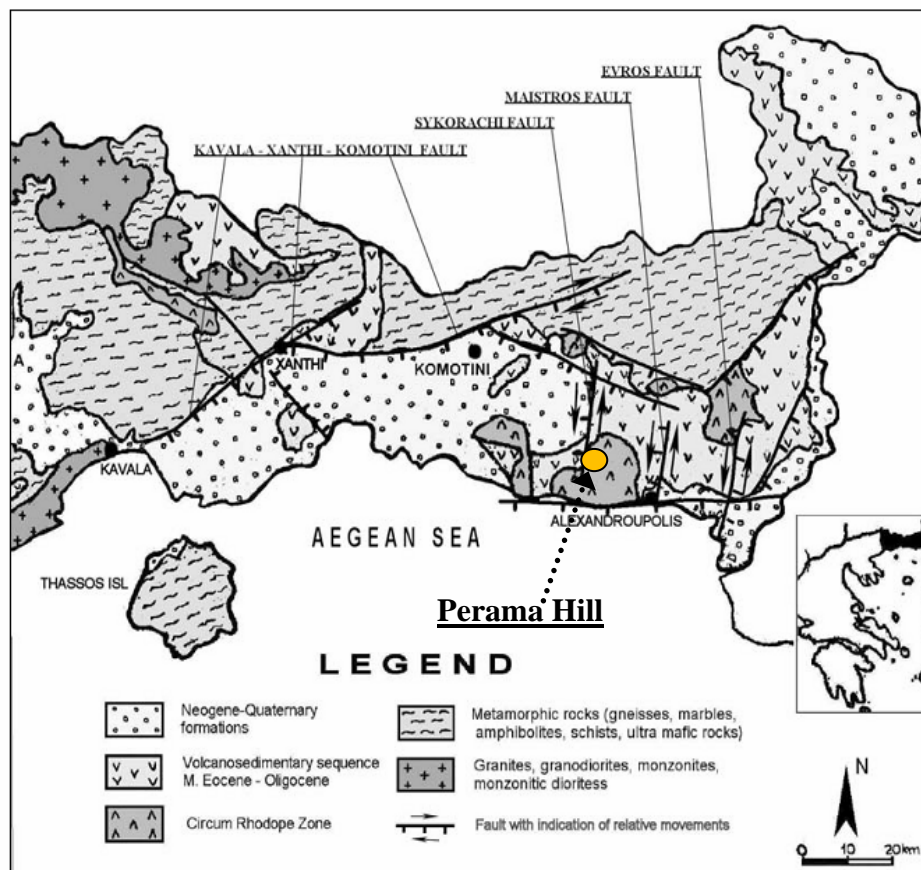 EVROS FAULT
MAISTROS FAULT
SYKORACHI FAULT
KAVALA - XANTHI - KOMOTINI FAULT
XANTHI
KOMOTINI
A
KAVALA
ALEXANDROUPOLIS
AEGEAN SEA
THASSOS ISL
Perama Hill
LEGEND
Neogene-Quaternary
formations
Volcanosedimentary sequence
M. Eocene - Oligocene
Circum Rhodope Zone
Metamorphic rocks (gneisses, marbles,
amphibolites, schists, ultra mafic rocks)
Granites, granodiorites, monzonites,
monzonitic dioritess
Fault with indication of relative movements
N
0 10 20km